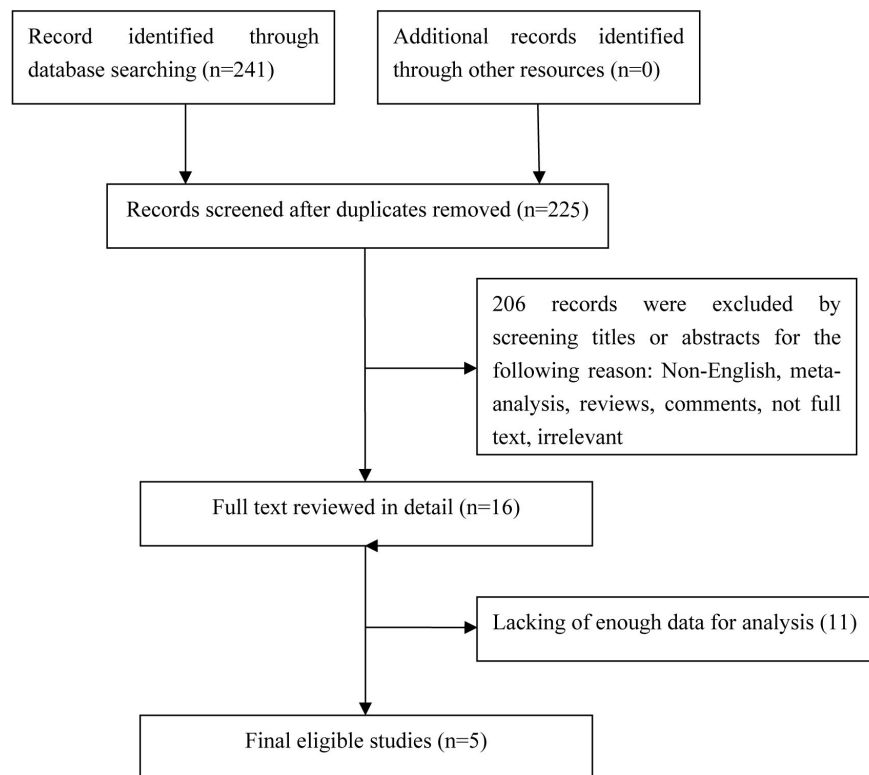 Record identified through
database searching (n=241)
Additional records identified
through other resources (n=0)
Records screened after duplicates removed (n=225)
206 records were excluded by
screening titles or abstracts for the
following reason: Non-English, meta-
analysis, reviews, comments, not full
text, irrelevant
Full text reviewed in detail (n=16)
Lacking of enough data for analysis (11)
Final eligible studies (n=5)